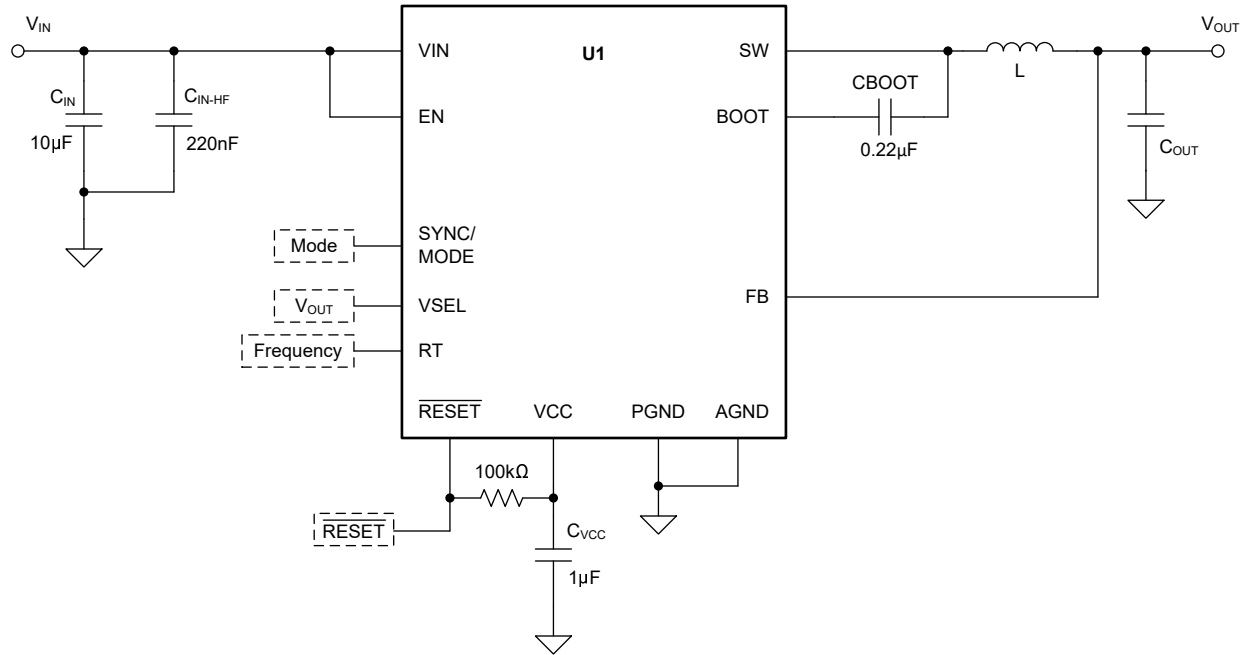 VIN
VOUT
U1
VIN
SW
L
CIN
CIN-HF
CBOOT
EN
BOOT
10µF
220nF
0.22µF
COUT
SYNC/
MODE
Mode
VOUT
VSEL
FB
Frequency
RT
RESET
VCC
PGND
AGND
100kΩ
RESET
CVCC
1µF